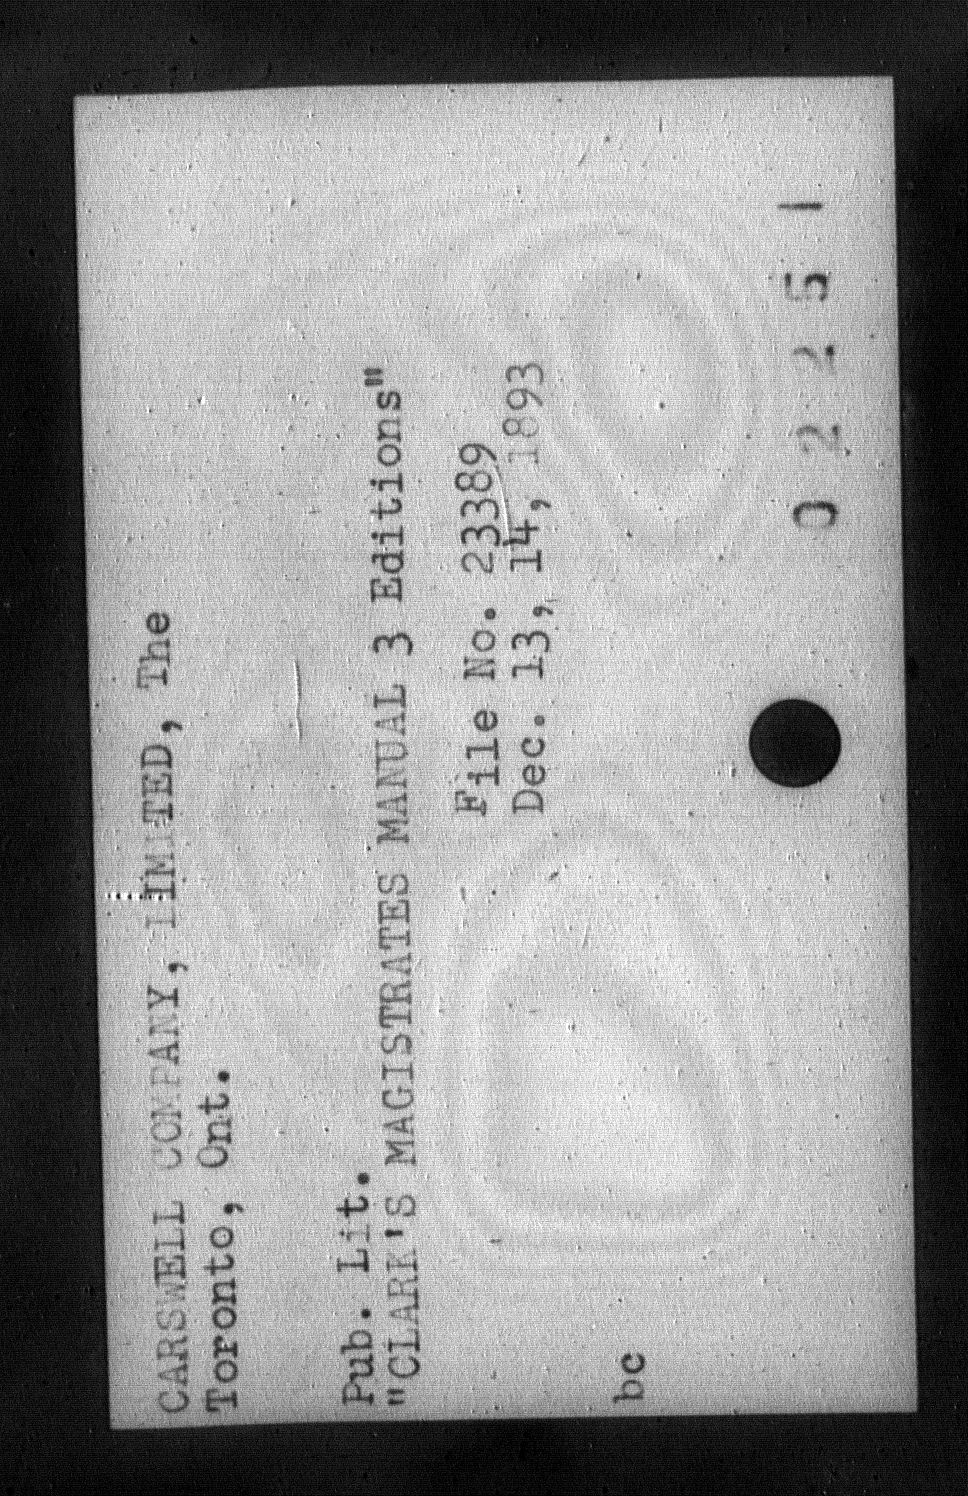 CARSWELL COMPANY, LIMITED, The
Toronto, Ont.
Pub. Lit.
"CLARK'S MAGISTRATES MANUAL 3 Editions"
File No. 23389
Dec. 13, 14, 1893
bc
0 2 2 5 1